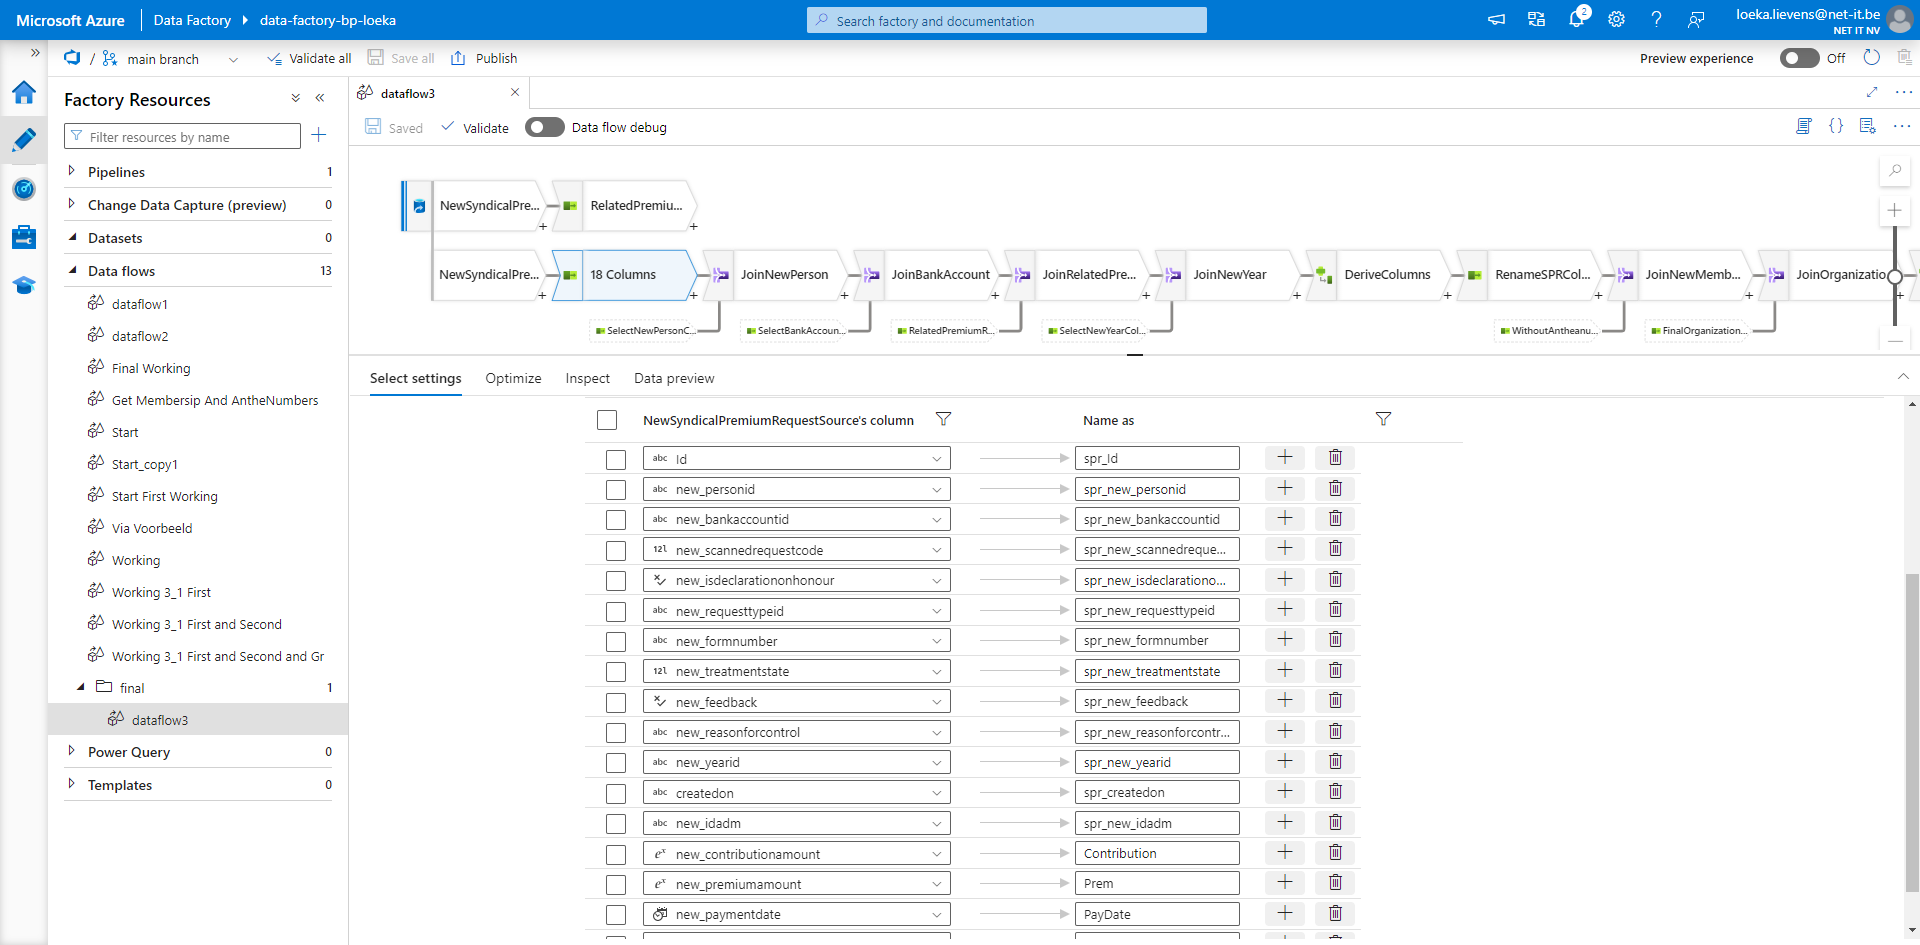 Microsoft Azure
Data Factory
data-factory-bp-loeka
Search factory and documentation
2
loeka.lievens@net-it.be
NET IT NV
/
main branch
Validate all
Save all
Publish
Preview experience
Off
Factory Resources
Filter resources by name
Pipelines 1
Change Data Capture (preview) 0
Datasets 0
Data flows 13
dataflow1
dataflow2
Final Working
Get Membersip And AntheNumbers
Start
Start_copy1
Start First Working
Via Voorbeeld
Working
Working 3_1 First
Working 3_1 First and Second
Working 3_1 First and Second and Gr
final 1
dataflow3
Power Query 0
Templates 0
dataflow3
Saved
Validate
Data flow debug
NewSyndicalPre...
RelatedPremiu...
NewSyndicalPre...
18 Columns
JoinNewPerson
JoinBankAccount
JoinRelatedPre...
JoinNewYear
DeriveColumns
RenameSPRCol...
JoinNewMemb...
JoinOrganizatio
SelectNewPersonC...
SelectBankAccoun...
RelatedPremiumR...
SelectNewYearCol...
WithoutAntheanu...
FinalOrganization...
Select settings
Optimize
Inspect
Data preview
NewSyndicalPremiumRequestSource's column
Name as
abc Id spr_Id
abc new_personid spr_new_personid
abc new_bankaccountid spr_new_bankaccountid
12l new_scannedrequestcode spr_new_scannedreque...
new_isdeclarationonhonour spr_new_isdeclarationo...
abc new_requesttypeid spr_new_requesttypeid
abc new_formnumber spr_new_formnumber
12l new_treatmentstate spr_new_treatmentstate
new_feedback spr_new_feedback
abc new_reasonforcontrol spr_new_reasonforcontr...
abc new_yearid spr_new_yearid
abc createdon spr_createdon
abc new_idadm spr_new_idadm
eˣ new_contributionamount Contribution
eˣ new_premiumamount Prem
new_paymentdate PayDate